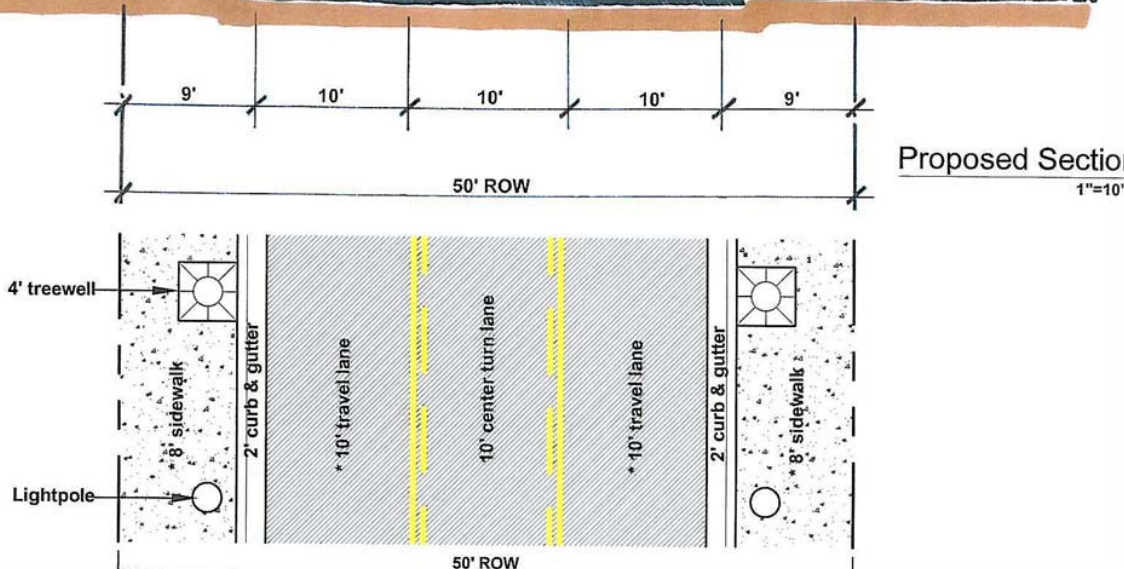 9'
10'
10'
10'
9'
50' ROW
Proposed Section
1"=10'
4' treewell
Lightpole
* 8' sidewalk
2' curb & gutter
* 10' travel lane
10' center turn lane
* 10' travel lane
2' curb & gutter
* 8' sidewalk
50' ROW